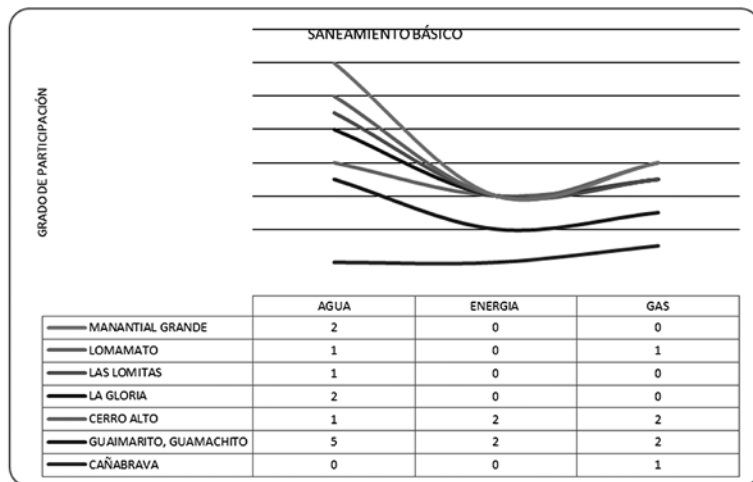 SANEAMIENTO BÁSICO
GRADO DE PARTICIPACIÓN
AGUA ENERGIA GAS
MANANTIAL GRANDE 2 0 0
LOMAMATO 1 0 1
LAS LOMITAS 1 0 0
LA GLORIA 2 0 0
CERRO ALTO 1 2 2
GUAIMARITO, GUAMACHITO 5 2 2
CAÑABRAVA 0 0 1